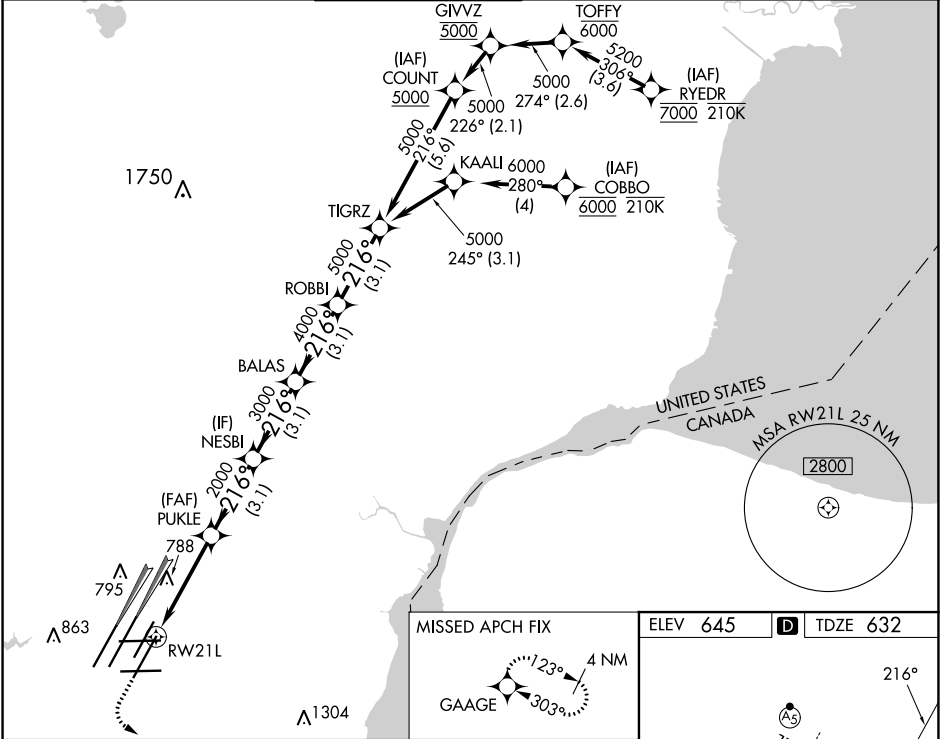 GIVVZ
5000
TOFFY
6000
(IAF)
COUNT
5000
5200
306°
(3.6)
(IAF)
RYEDR
7000 210K
5000
274° (2.6)
5000
226° (2.1)
5000
216°
(5.6)
1750
KAALI
6000
280°
(4)
(IAF)
COBBO
6000 210K
TIGRZ
5000
245° (3.1)
5000
216°
(3.1)
ROBBI
4000
216°
(3.1)
BALAS
3000
216°
(3.1)
(IF)
NESBI
2000
216°
(3.1)
(FAF)
PUKLE
UNITED STATES
CANADA
MSA RW21L 25 NM
2800
788
795
863
RW21L
1304
MISSED APCH FIX
123°
4 NM
303°
GAAGE
ELEV 645
D
TDZE 632
216°
A5